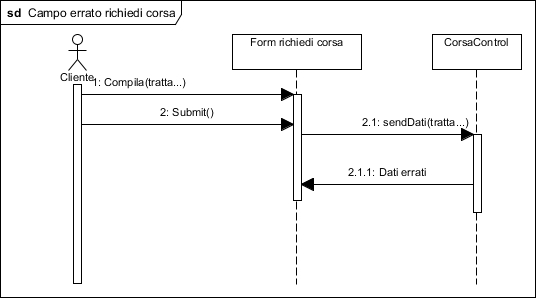 sd Campo errato richiedi corsa
Form richiedi corsa
CorsaControl
Cliente
1: Compila(tratta...)
2: Submit()
2.1: sendDati(tratta...)
2.1.1: Dati errati